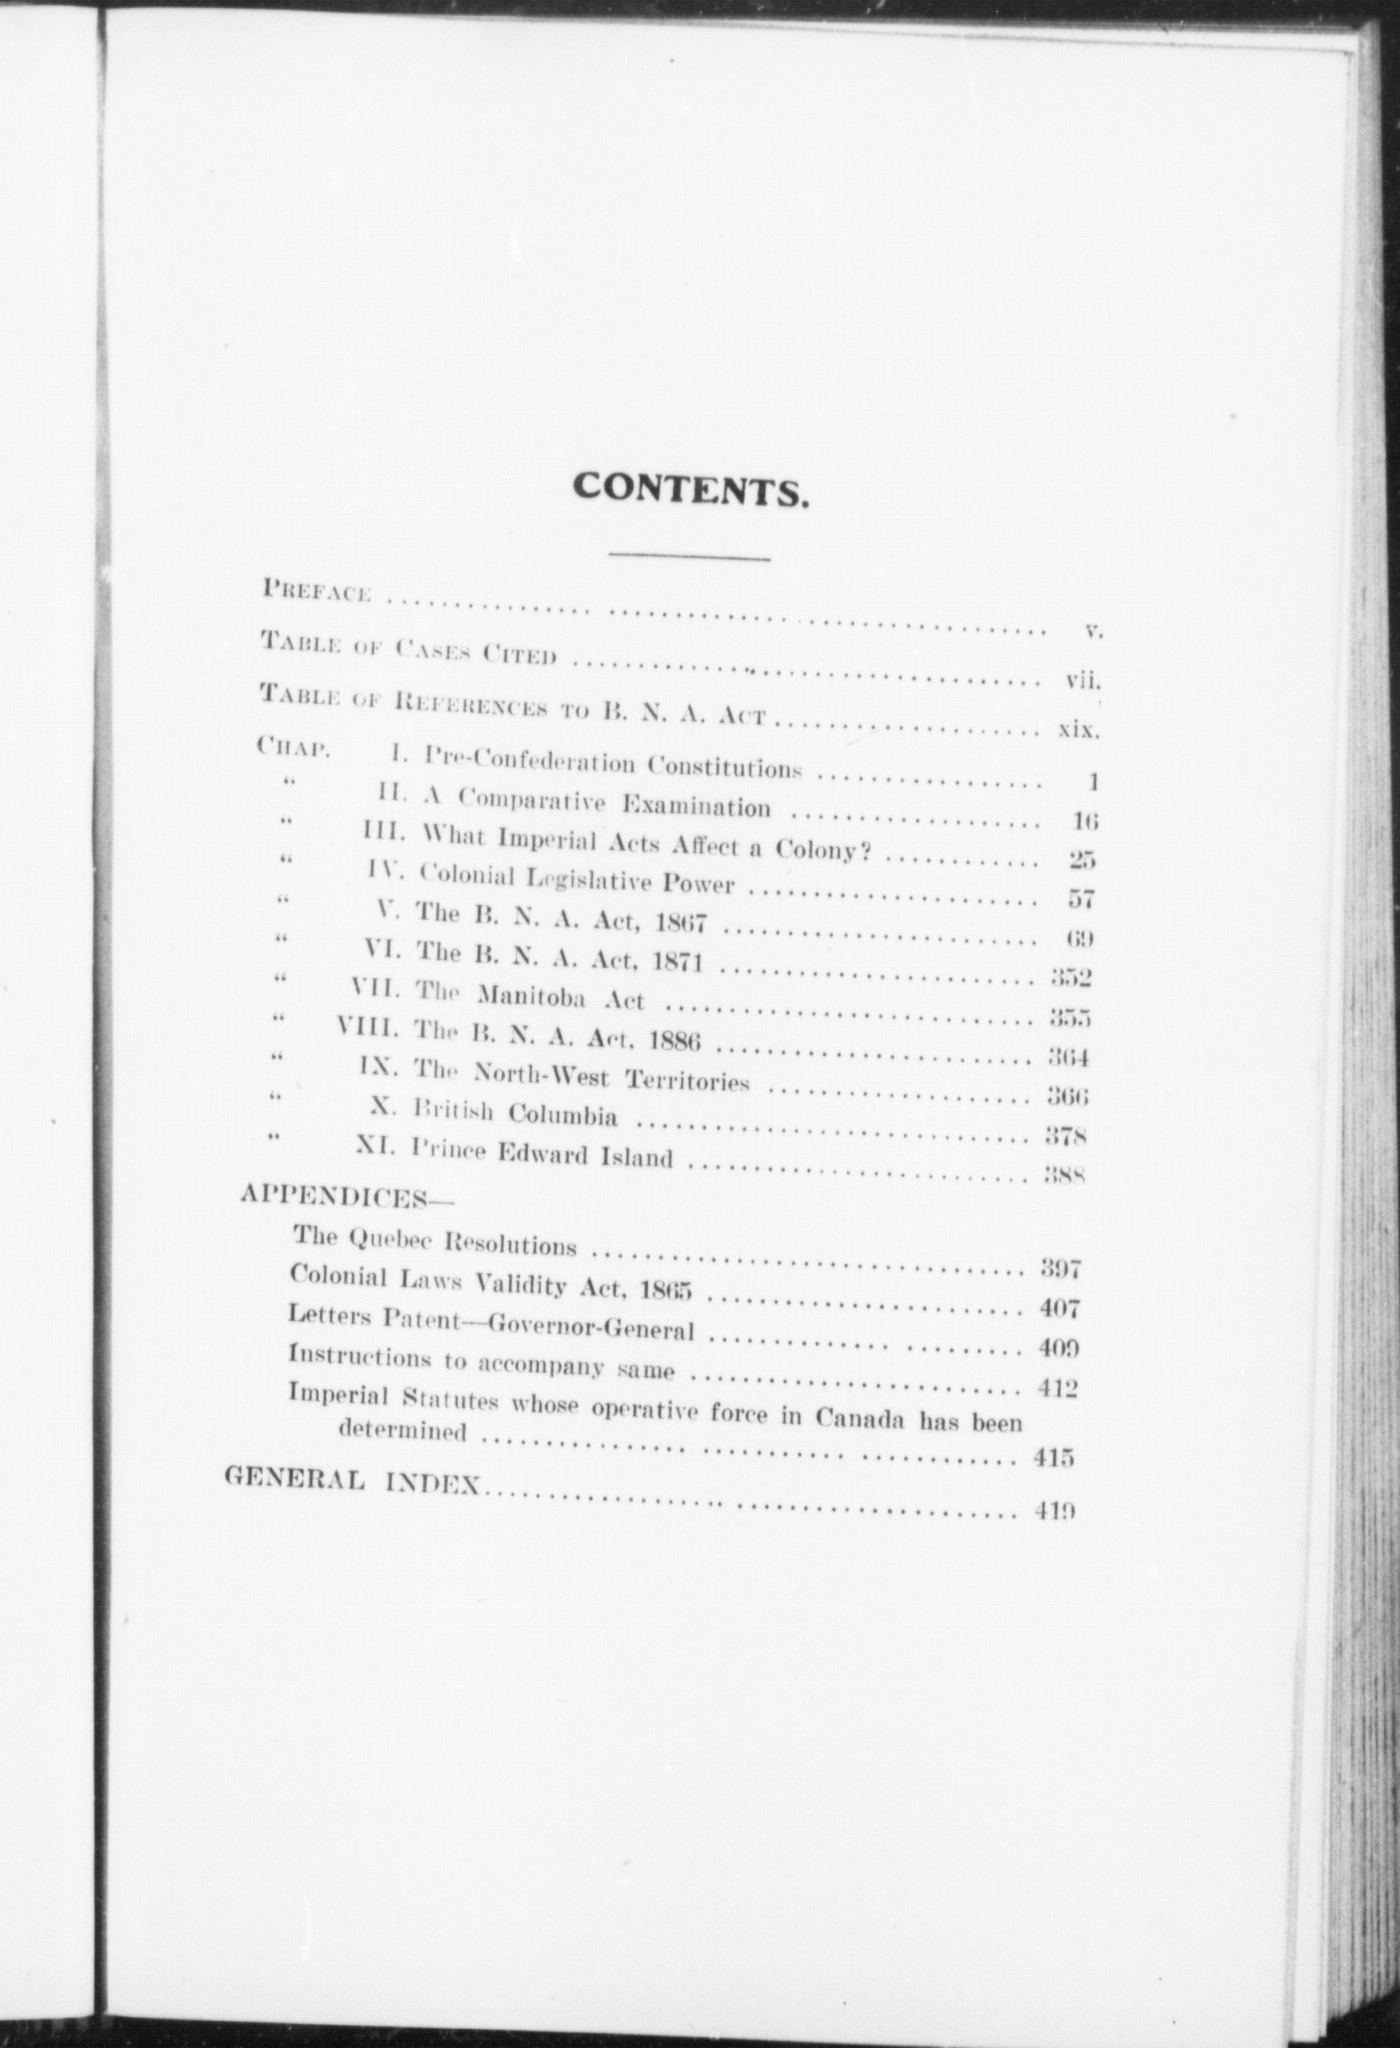 CONTENTS.
PREFACE ........................................ v.
TABLE OF CASES CITED ........................................ vii.
TABLE OF REFERENCES TO B. N. A. ACT .................... xix.
CHAP. I. Pre-Confederation Constitutions .................. 1
“ II. A Comparative Examination .................... 16
“ III. What Imperial Acts Affect a Colony? ............ 25
“ IV. Colonial Legislative Power ....................... 57
“ V. The B. N. A. Act, 1867 ......................... 69
“ VI. The B. N. A. Act, 1871 ......................... 352
“ VII. The Manitoba Act ............................. 355
“ VIII. The B. N. A. Act, 1886 ......................... 364
“ IX. The North-West Territories ..................... 366
“ X. British Columbia ............................... 378
“ XI. Prince Edward Island ........................... 388
APPENDICES—
The Quebec Resolutions ................................... 397
Colonial Laws Validity Act, 1865 ......................... 407
Letters Patent—Governor-General ......................... 409
Instructions to accompany same .......................... 412
Imperial Statutes whose operative force in Canada has been
determined ........................................ 415
GENERAL INDEX ........................................ 419